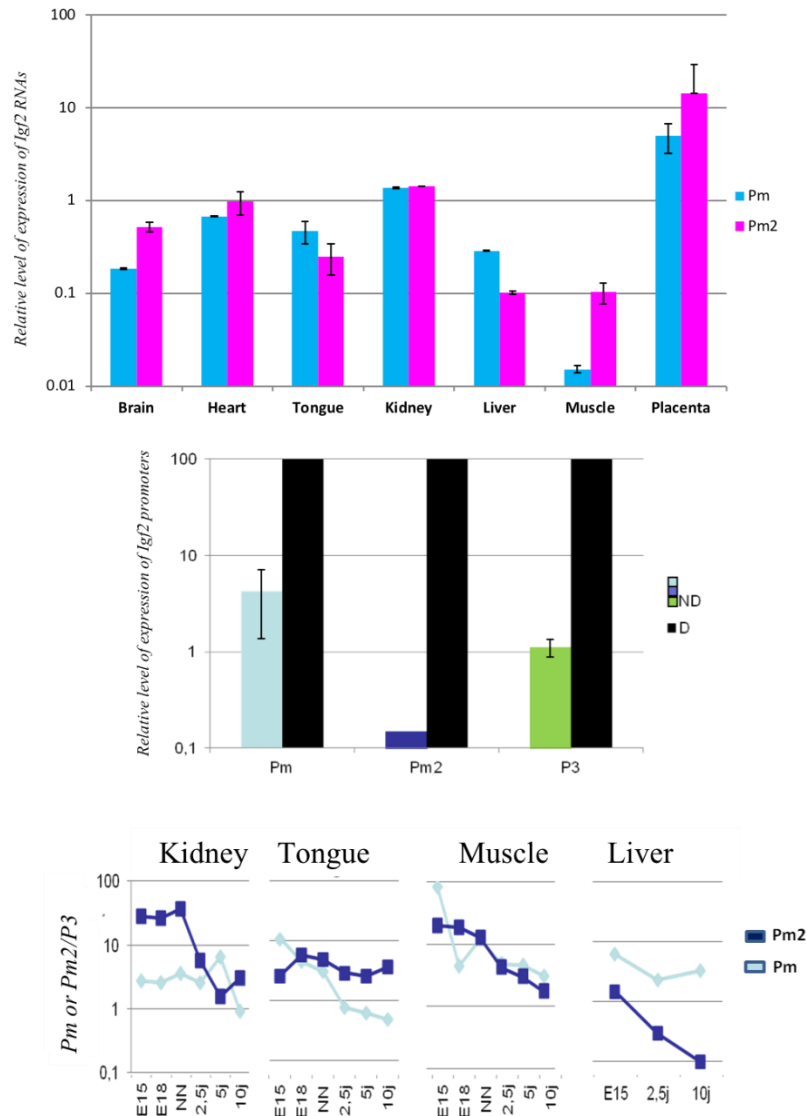 Relative level of expression of Igf2 RNAs
100
10
1
0.1
0.01
Brain Heart Tongue Kidney Liver Muscle Placenta
Pm
Pm2
Relative level of expression of Igf2 promoters
100
10
1
0,1
Pm Pm2 P3
ND
D
Kidney Tongue Muscle Liver
Pm or Pm2/P3
100
10
1
0,1
E15 E18 NN 2,5j 5j 10j
E15 E18 NN 2,5j 5j 10j
E15 E18 NN 2,5j 5j 10j
E15 2,5j 10j
Pm2
Pm